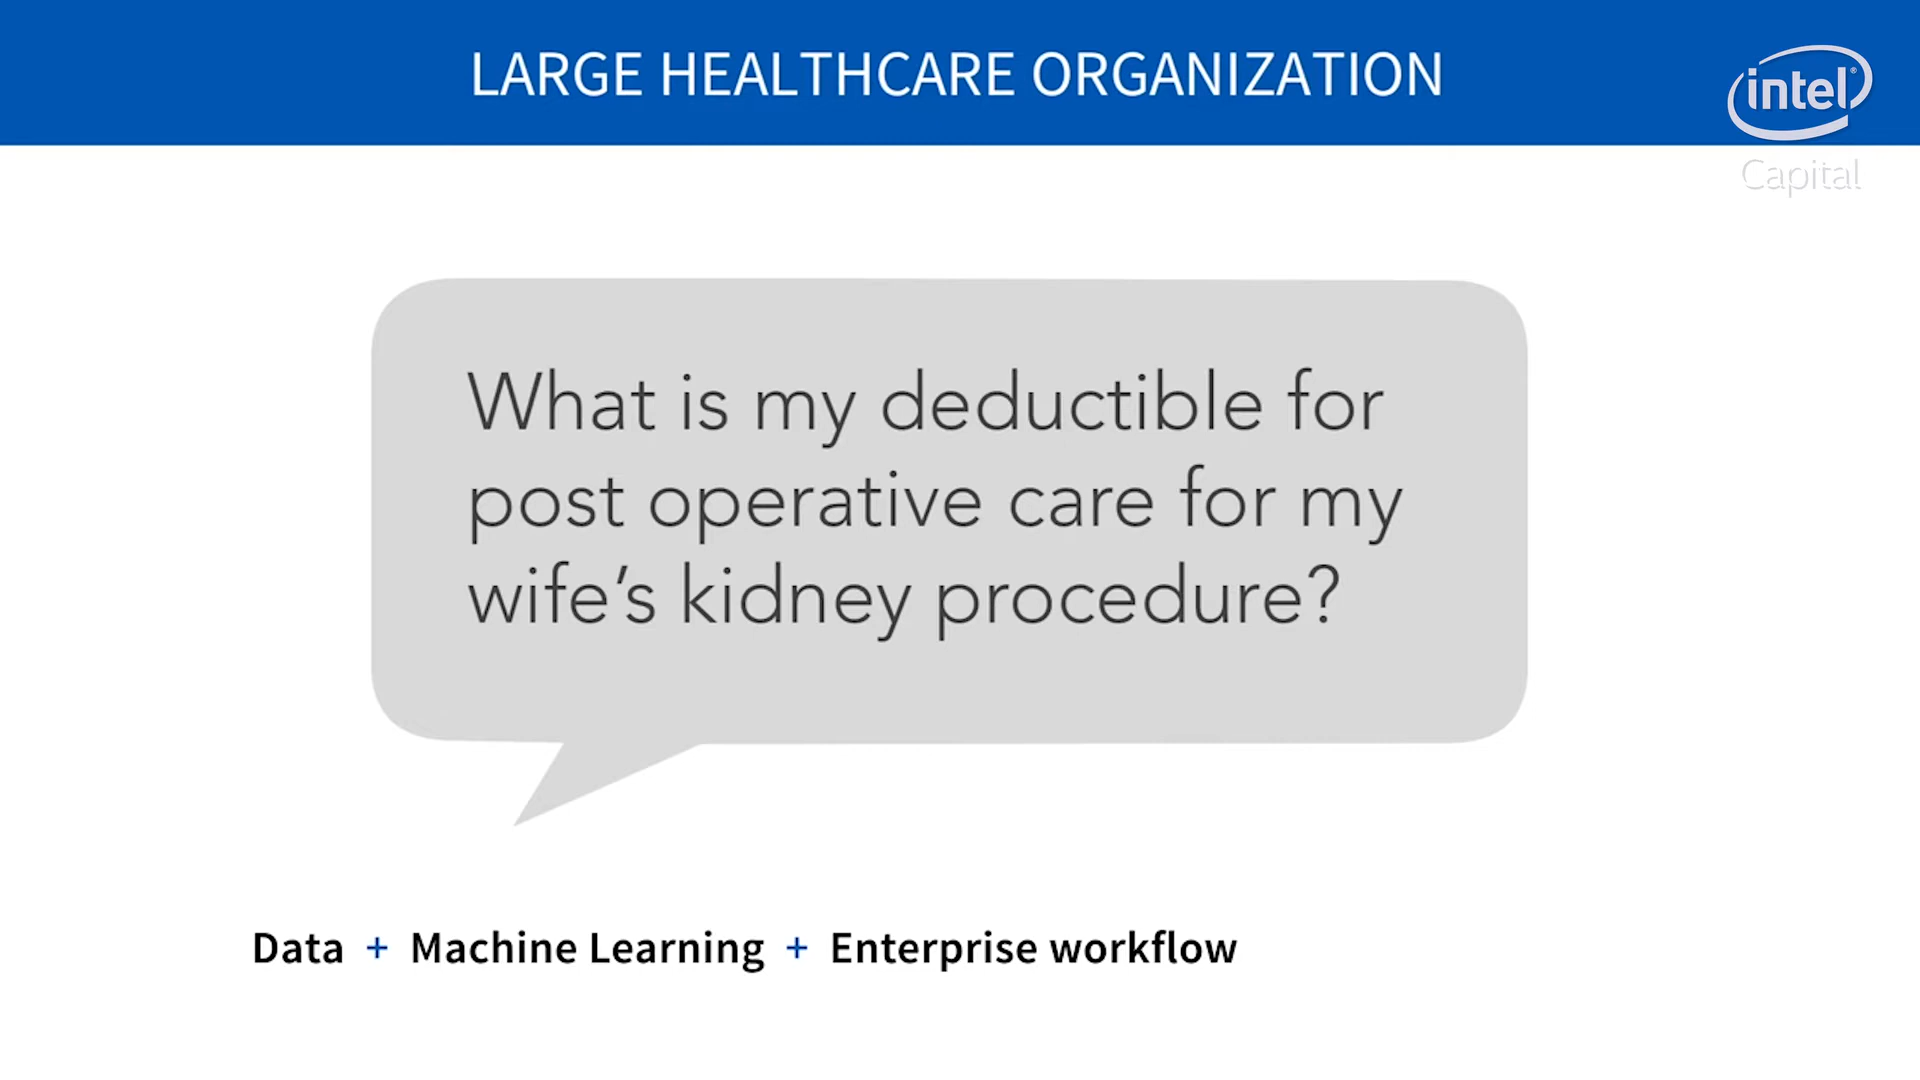 LARGE HEALTHCARE ORGANIZATION
intel®
Capital
What is my deductible for
post operative care for my
wife’s kidney procedure?
Data + Machine Learning + Enterprise workflow